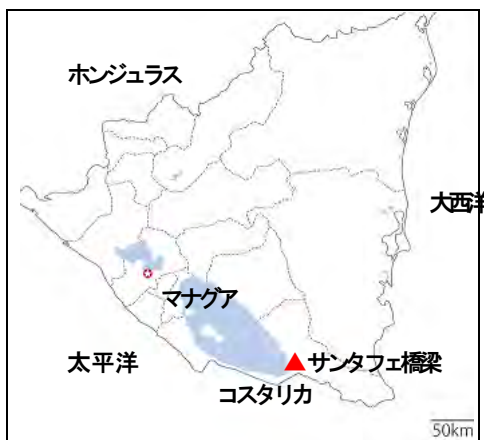 ホンジュラス
大西洋
マナグア
太平洋
サンタフェ橋梁
コスタリカ
50km